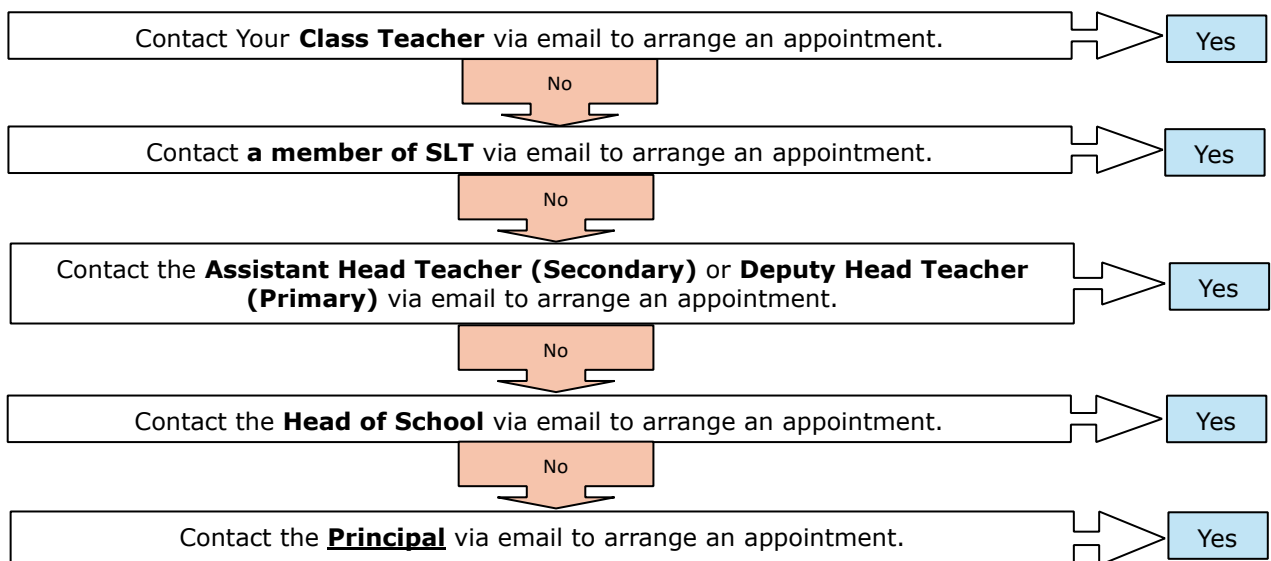 Contact Your Class Teacher via email to arrange an appointment.
Yes
No
Contact a member of SLT via email to arrange an appointment.
Yes
No
Contact the Assistant Head Teacher (Secondary) or Deputy Head Teacher
(Primary) via email to arrange an appointment.
Yes
No
Contact the Head of School via email to arrange an appointment.
Yes
No
Contact the Principal via email to arrange an appointment.
Yes